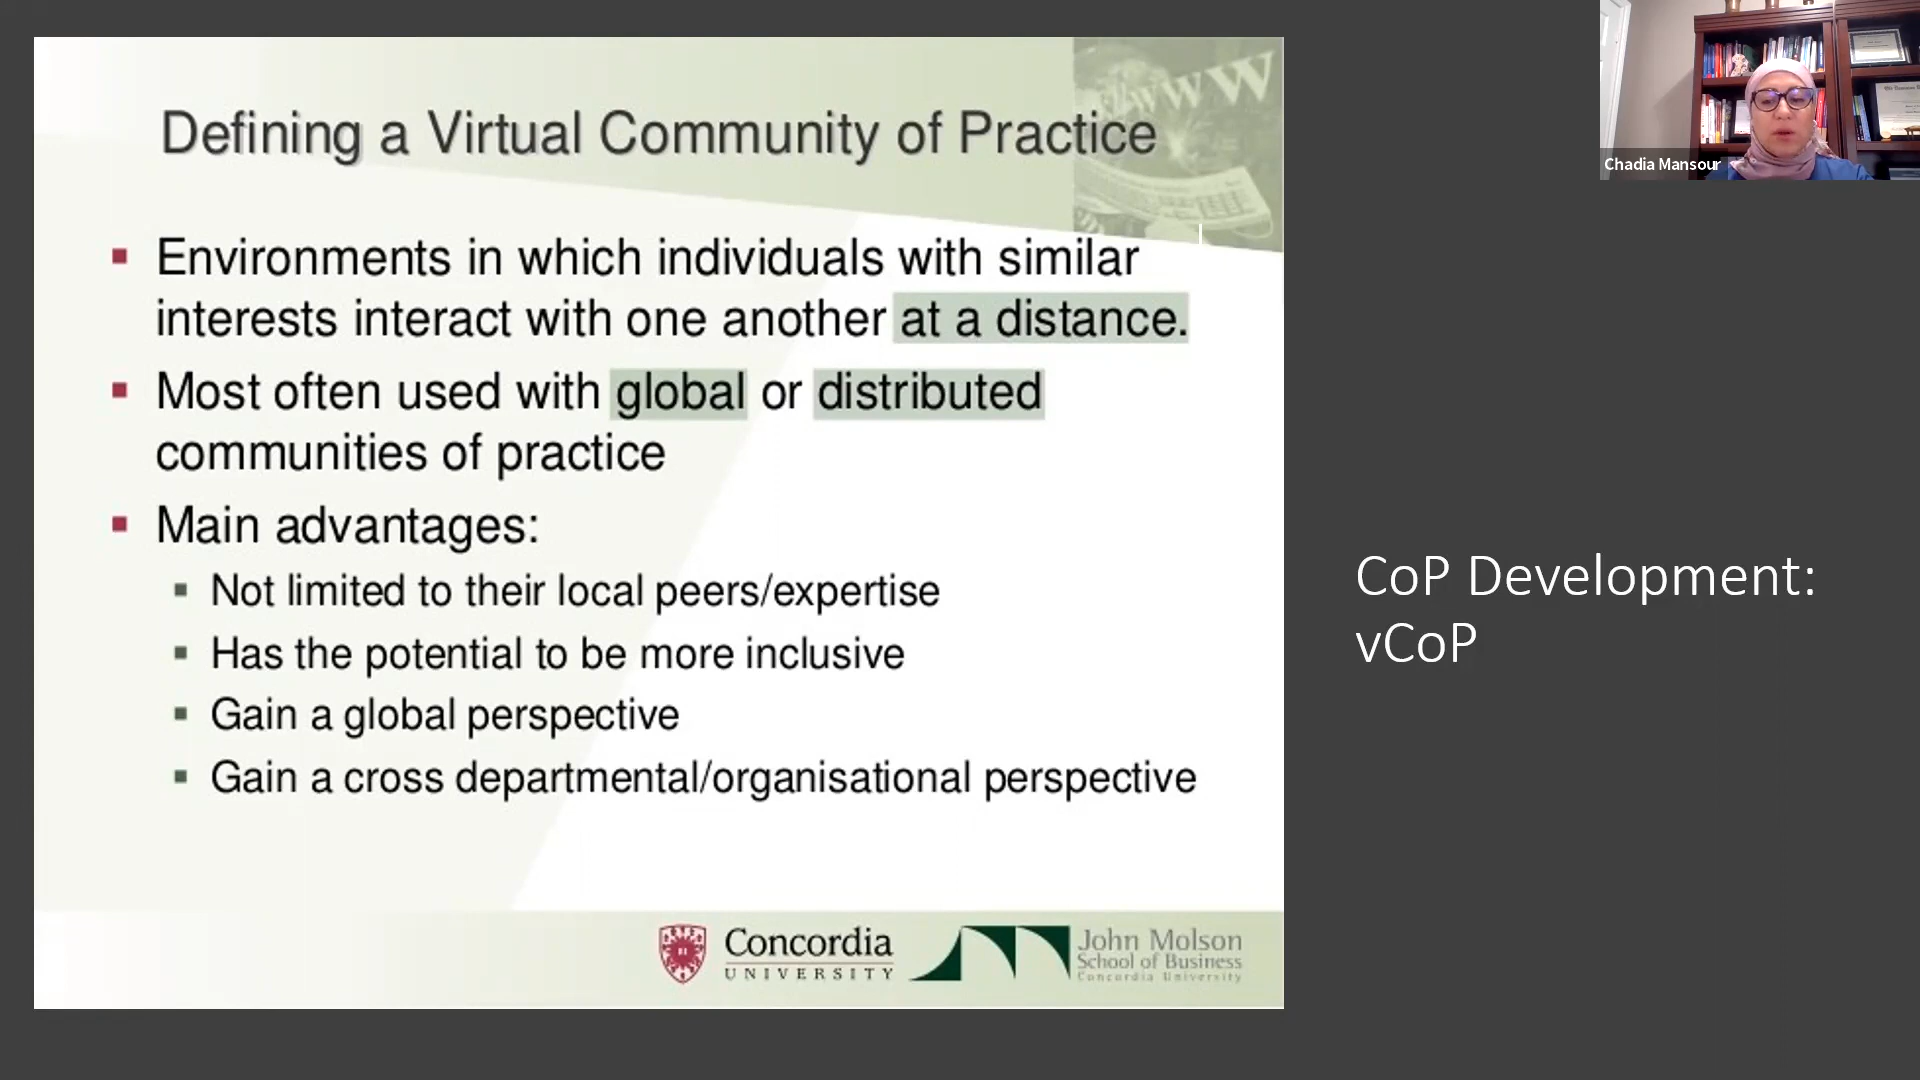 Defining a Virtual Community of Practice
Environments in which individuals with similar
interests interact with one another at a distance.
Most often used with global or distributed
communities of practice
Main advantages:
Not limited to their local peers/expertise
Has the potential to be more inclusive
Gain a global perspective
Gain a cross departmental/organisational perspective
Concordia
UNIVERSITY
John Molson
School of Business
Concordia University
CoP Development:
vCoP
Chadia Mansour
WWW